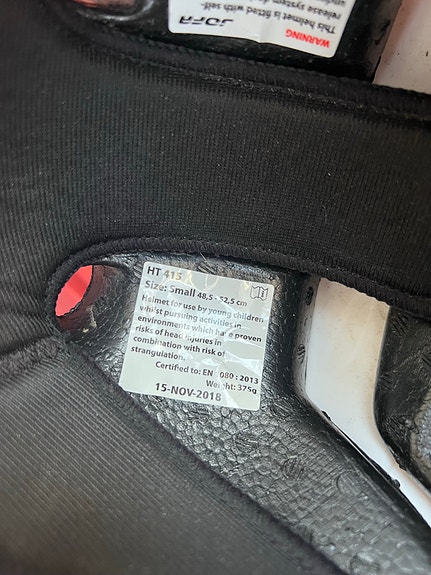 WARNING
This helmet is fitted with self-
release system
JOFA
HT 415
Size: Small 48,5 - 52,5 cm
Helmet for use by young children
whilst pursuing activities in
environments which have proven
risks of head injuries in
combination with risk of
strangulation.
Certified to: EN 1080 : 2013
Weight: 375g
15-NOV-2018